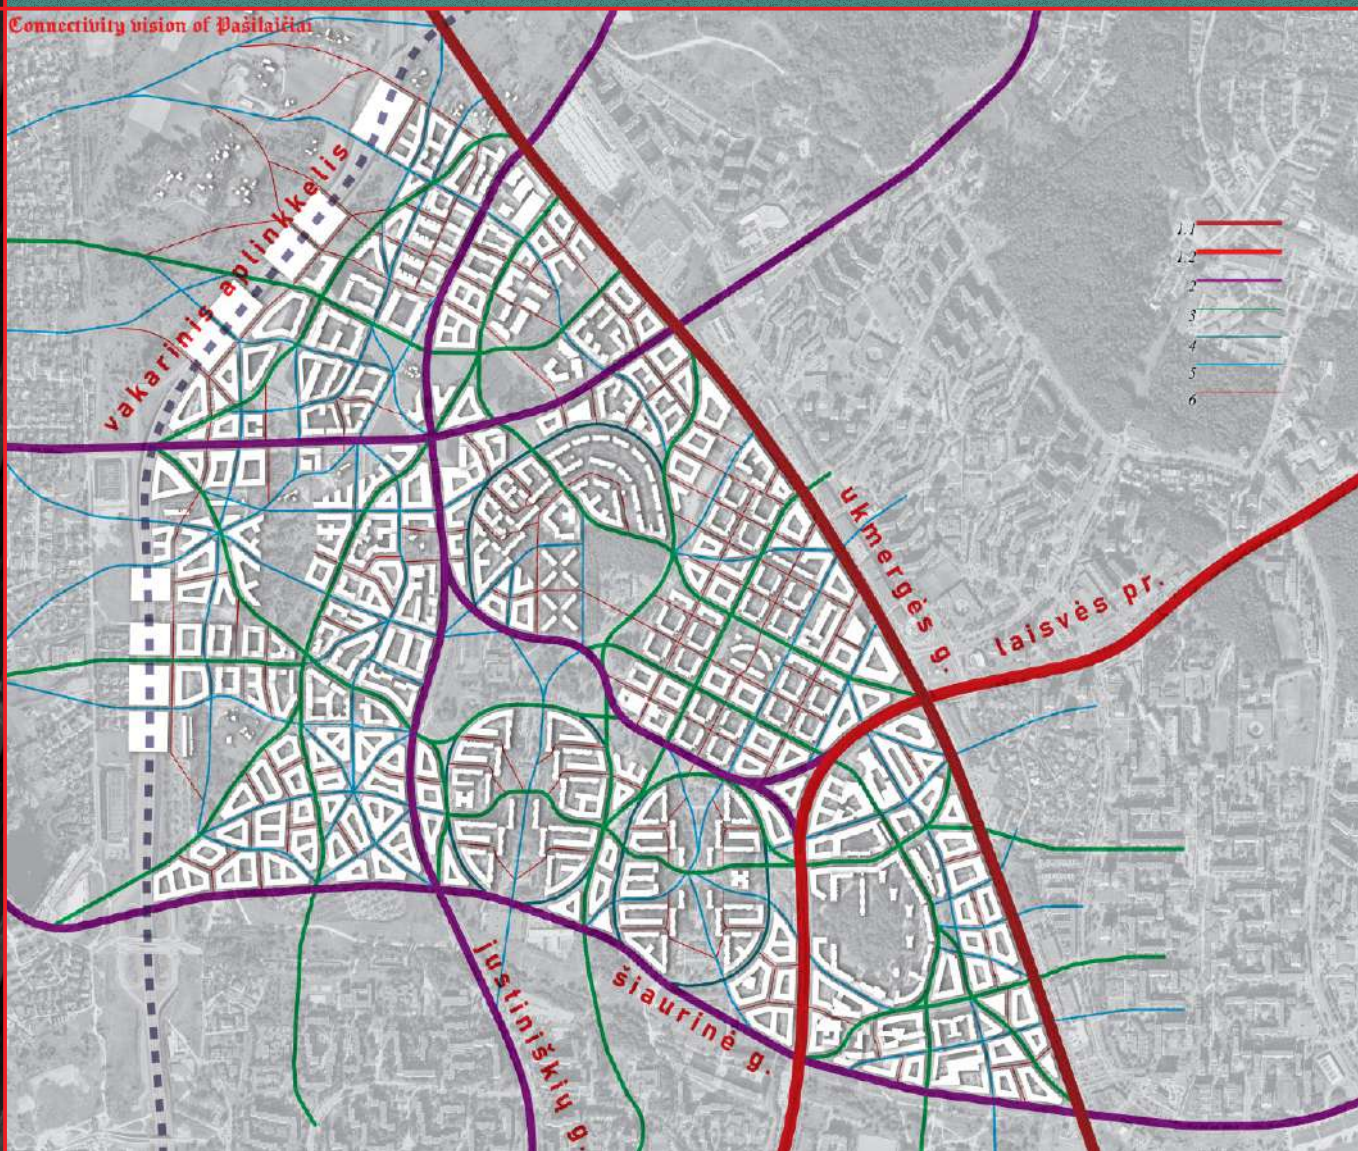 Connectivity vision of Pašilaičiai
vakarinis aplinkkelis
1.1
1.2
2
3
4
5
6
ukmergės g.
laisvės pr.
justiniškių g.
šiaurinė g.